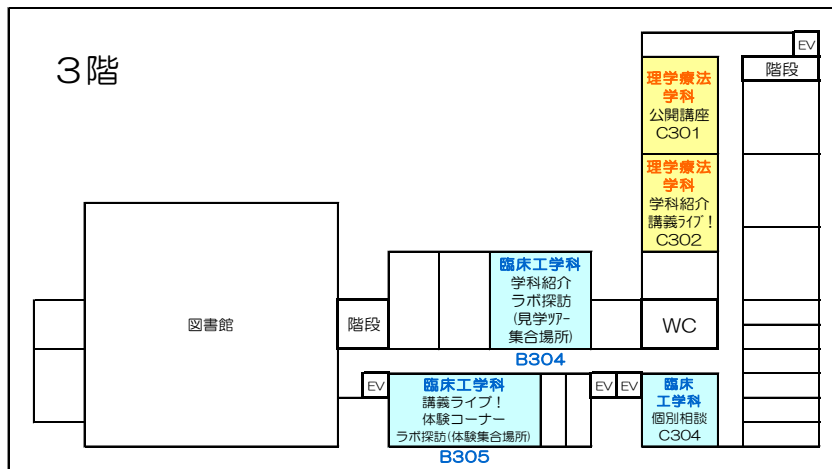 ３階
EV
階段
理学療法
学科
公開講座
C301
理学療法
学科
学科紹介
講義ﾗｲﾌﾞ！
C302
臨床工学科
学科紹介
ラボ探訪
(見学ﾂｱｰ
集合場所)
B304
図書館
階段
WC
EV
臨床工学科
講義ライブ！
体験コーナー
ラボ探訪(体験集合場所)
B305
EV
EV
臨床
工学科
個別相談
C304